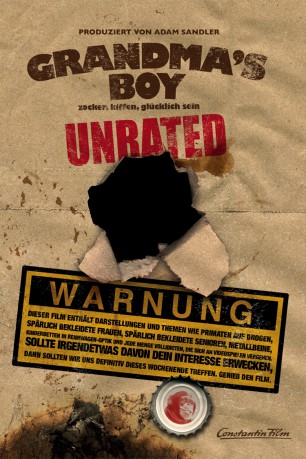 PRODUZIERT VON ADAM SANDLER
GRANDMA'S
BOY
zocken, kiffen, glücklich sein
UNRATED
WARNUNG
DIESER FILM ENTHÄLT DARSTELLUNGEN UND THEMEN WIE PRIMATEN AUF DROGEN,
SPÄRLICH BEKLEIDETE FRAUEN, SPÄRLICH BEKLEIDETE SENIOREN, METALLBEINE,
KINDERBETTEN IN RENNWAGEN-OPTIK UND JEDE MENGE VOLLIDIOTEN, DIE SICH AN VIDEOSPIELEN VERGEHEN.
SOLLTE IRGENDETWAS DAVON DEIN INTERESSE ERWECKEN,
DANN SOLLTEN WIR UNS DEFINITIV DIESES WOCHENENDE TREFFEN. GENIEß DEN FILM.
Constantin Film